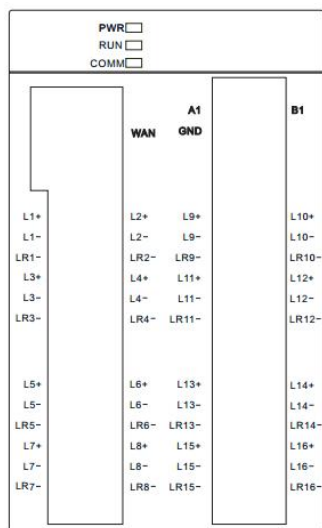 PWR
RUN
COMM
A1 B1
WAN GND
L1+ L2+ L9+ L10+
L1- L2- L9- L10-
LR1- LR2- LR9- LR10-
L3+ L4+ L11+ L12+
L3- L4- L11- L12-
LR3- LR4- LR11- LR12-
L5+ L6+ L13+ L14+
L5- L6- L13- L14-
LR5- LR6- LR13- LR14-
L7+ L8+ L15+ L16+
L7- L8- L15- L16-
LR7- LR8- LR15- LR16-